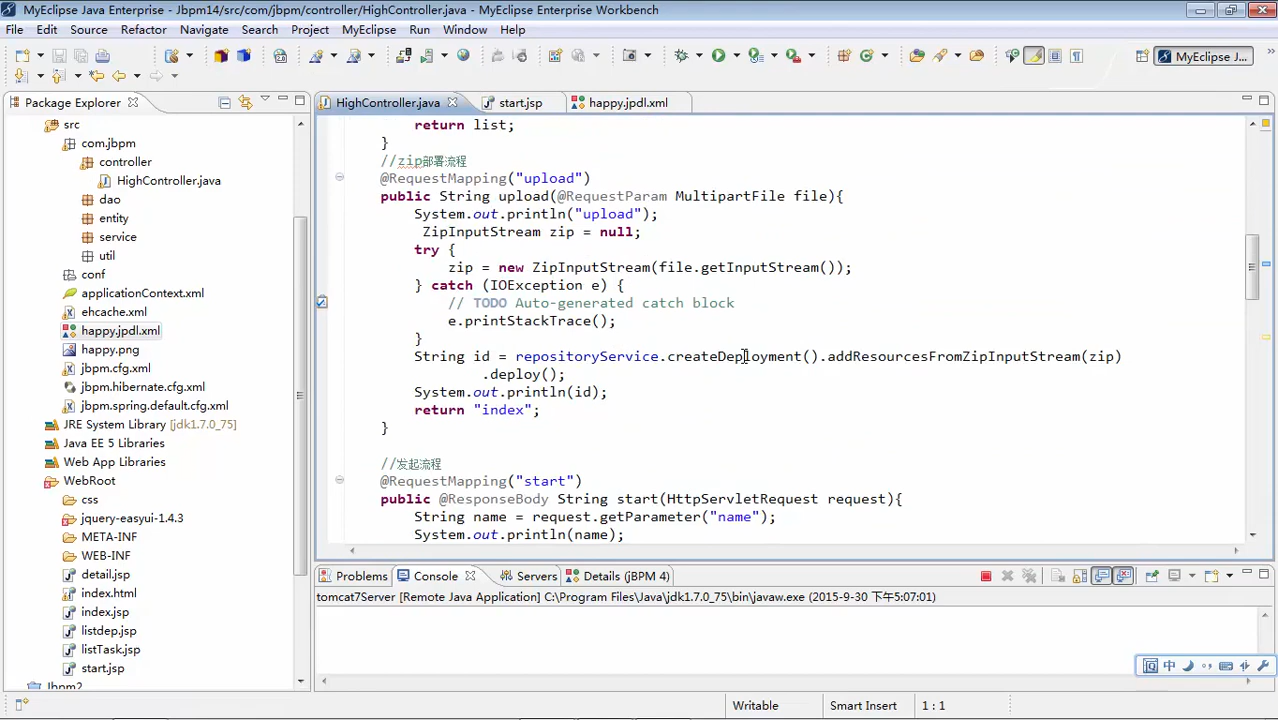 MyEclipse Java Enterprise - Jbpm14/src/com/jbpm/controller/HighController.java - MyEclipse Enterprise Workbench
File Edit Source Refactor Navigate Search Project MyEclipse Run Window Help
MyEclipse J...
Package Explorer
HighController.java start.jsp happy.jpdl.xml
src
com.jbpm
controller
HighController.java
dao
entity
service
util
conf
applicationContext.xml
ehcache.xml
happy.jpdl.xml
happy.png
jbpm.cfg.xml
jbpm.hibernate.cfg.xml
jbpm.spring.default.cfg.xml
JRE System Library [jdk1.7.0_75]
Java EE 5 Libraries
Web App Libraries
WebRoot
css
jquery-easyui-1.4.3
META-INF
WEB-INF
detail.jsp
index.html
index.jsp
listdep.jsp
listTask.jsp
start.jsp
Jbpm2
return list;
}
//zip部署流程
@RequestMapping("upload")
public String upload(@RequestParam MultipartFile file){
System.out.println("upload");
ZipInputStream zip = null;
try {
zip = new ZipInputStream(file.getInputStream());
} catch (IOException e) {
// TODO Auto-generated catch block
e.printStackTrace();
}
String id = repositoryService.createDeployment().addResourcesFromZipInputStream(zip)
.deploy();
System.out.println(id);
return "index";
}
//发起流程
@RequestMapping("start")
public @ResponseBody String start(HttpServletRequest request){
String name = request.getParameter("name");
System.out.println(name);
Problems Console Servers Details (jBPM 4)
tomcat7Server [Remote Java Application] C:\Program Files\Java\jdk1.7.0_75\bin\javaw.exe (2015-9-30 下午5:07:01)
中
Writable Smart Insert 1 : 1